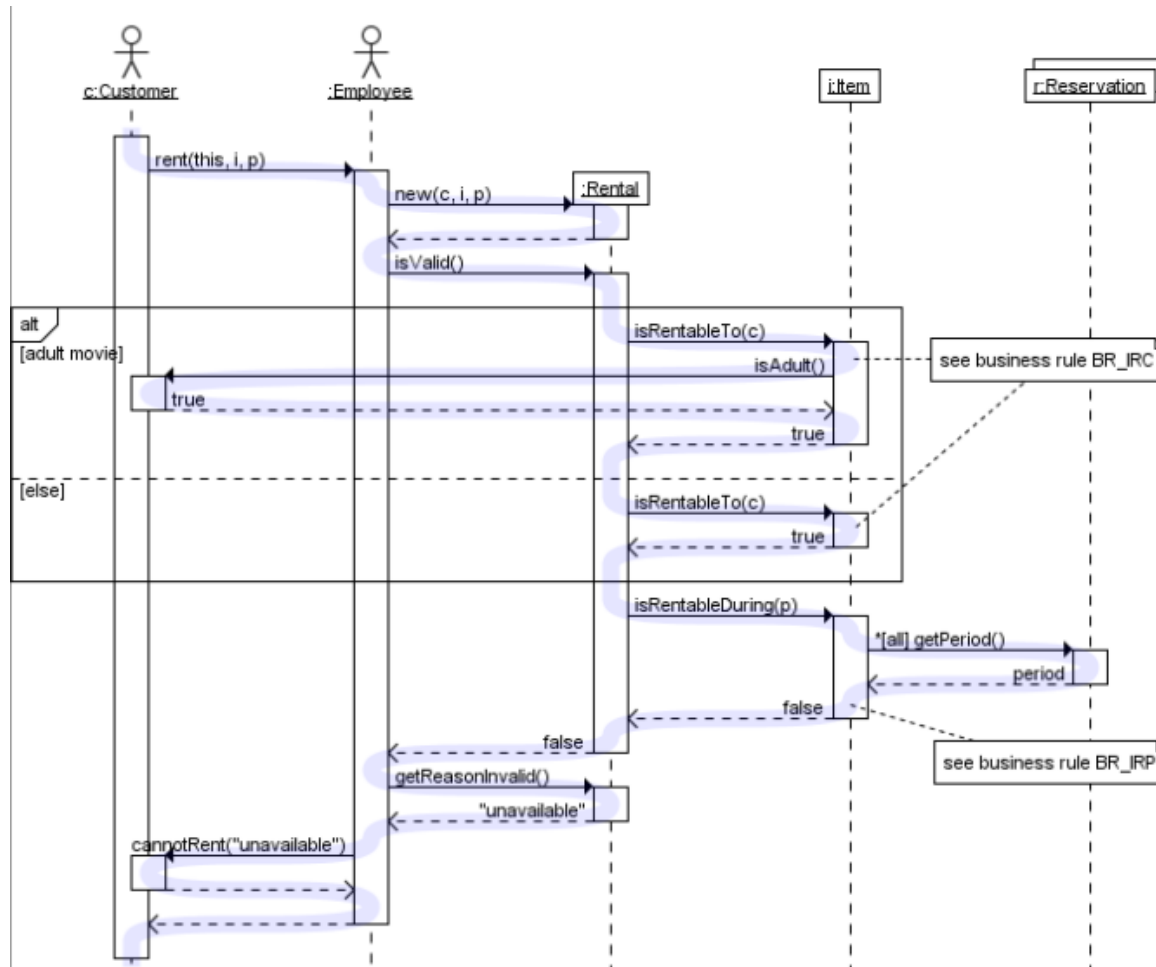 c:Customer
:Employee
i:Item
r:Reservation
rent(this, i, p)
new(c, i, p)
:Rental
isValid()
alt
[adult movie]
isRentableTo(c)
see business rule BR_IRC
isAdult()
true
true
[else]
isRentableTo(c)
true
isRentableDuring(p)
*[all] getPeriod()
period
false
false
see business rule BR_IRP
getReasonInvalid()
"unavailable"
cannotRent("unavailable")